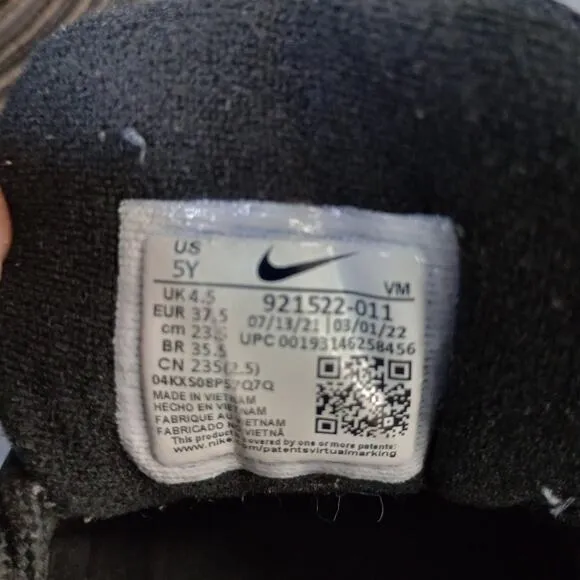 US
5Y
UK 4.5
EUR 37.5
cm 23.5
BR 35.5
CN 235(2.5)
04KXS08P57Q7Q
VM
921522-011
07/13/21 | 03/01/22
UPC 00193146258456
MADE IN VIETNAM
HECHO EN VIETNAM
FABRIQUE AU VIETNAM
FABRICADO NO VIETNÃ
This product is covered by one or more patents:
www.nike.com/patentsvirtualmarking